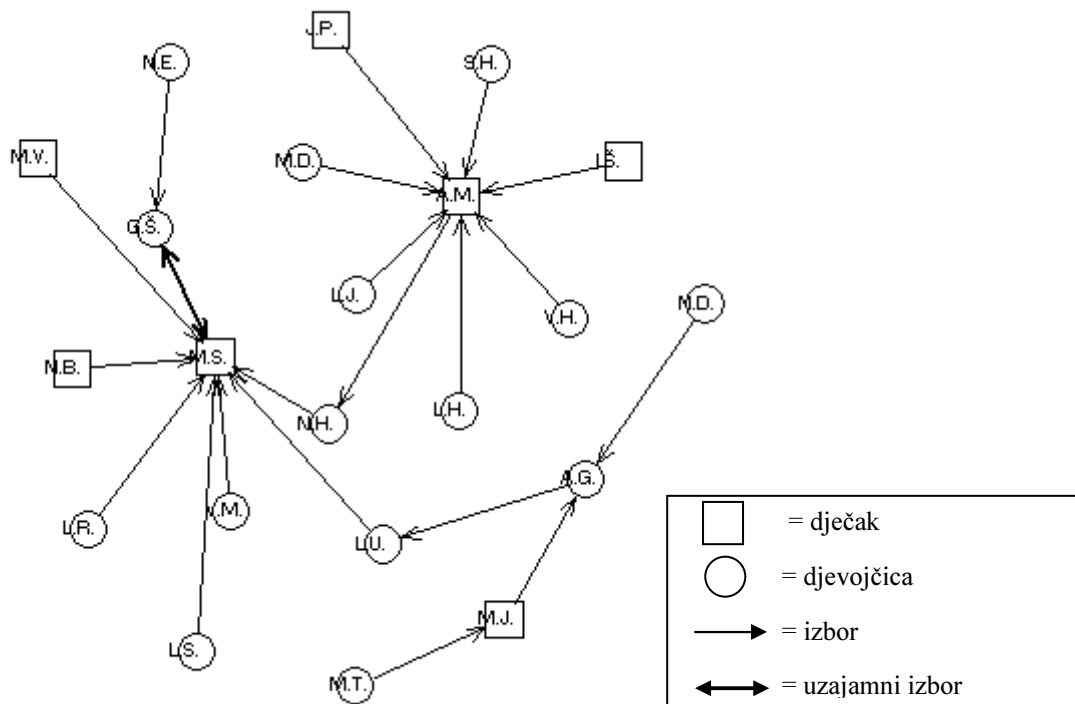 J.P.
N.E.
S.H.
M.V.
M.D.
I.Š.
A.M.
G.Š.
L.J.
V.H.
N.D.
M.S.
N.B.
N.H.
L.H.
A.G.
L.R.
L.U.
L.S.
M.J.
M.T.
= dječak
= djevojčica
= izbor
= uzajamni izbor